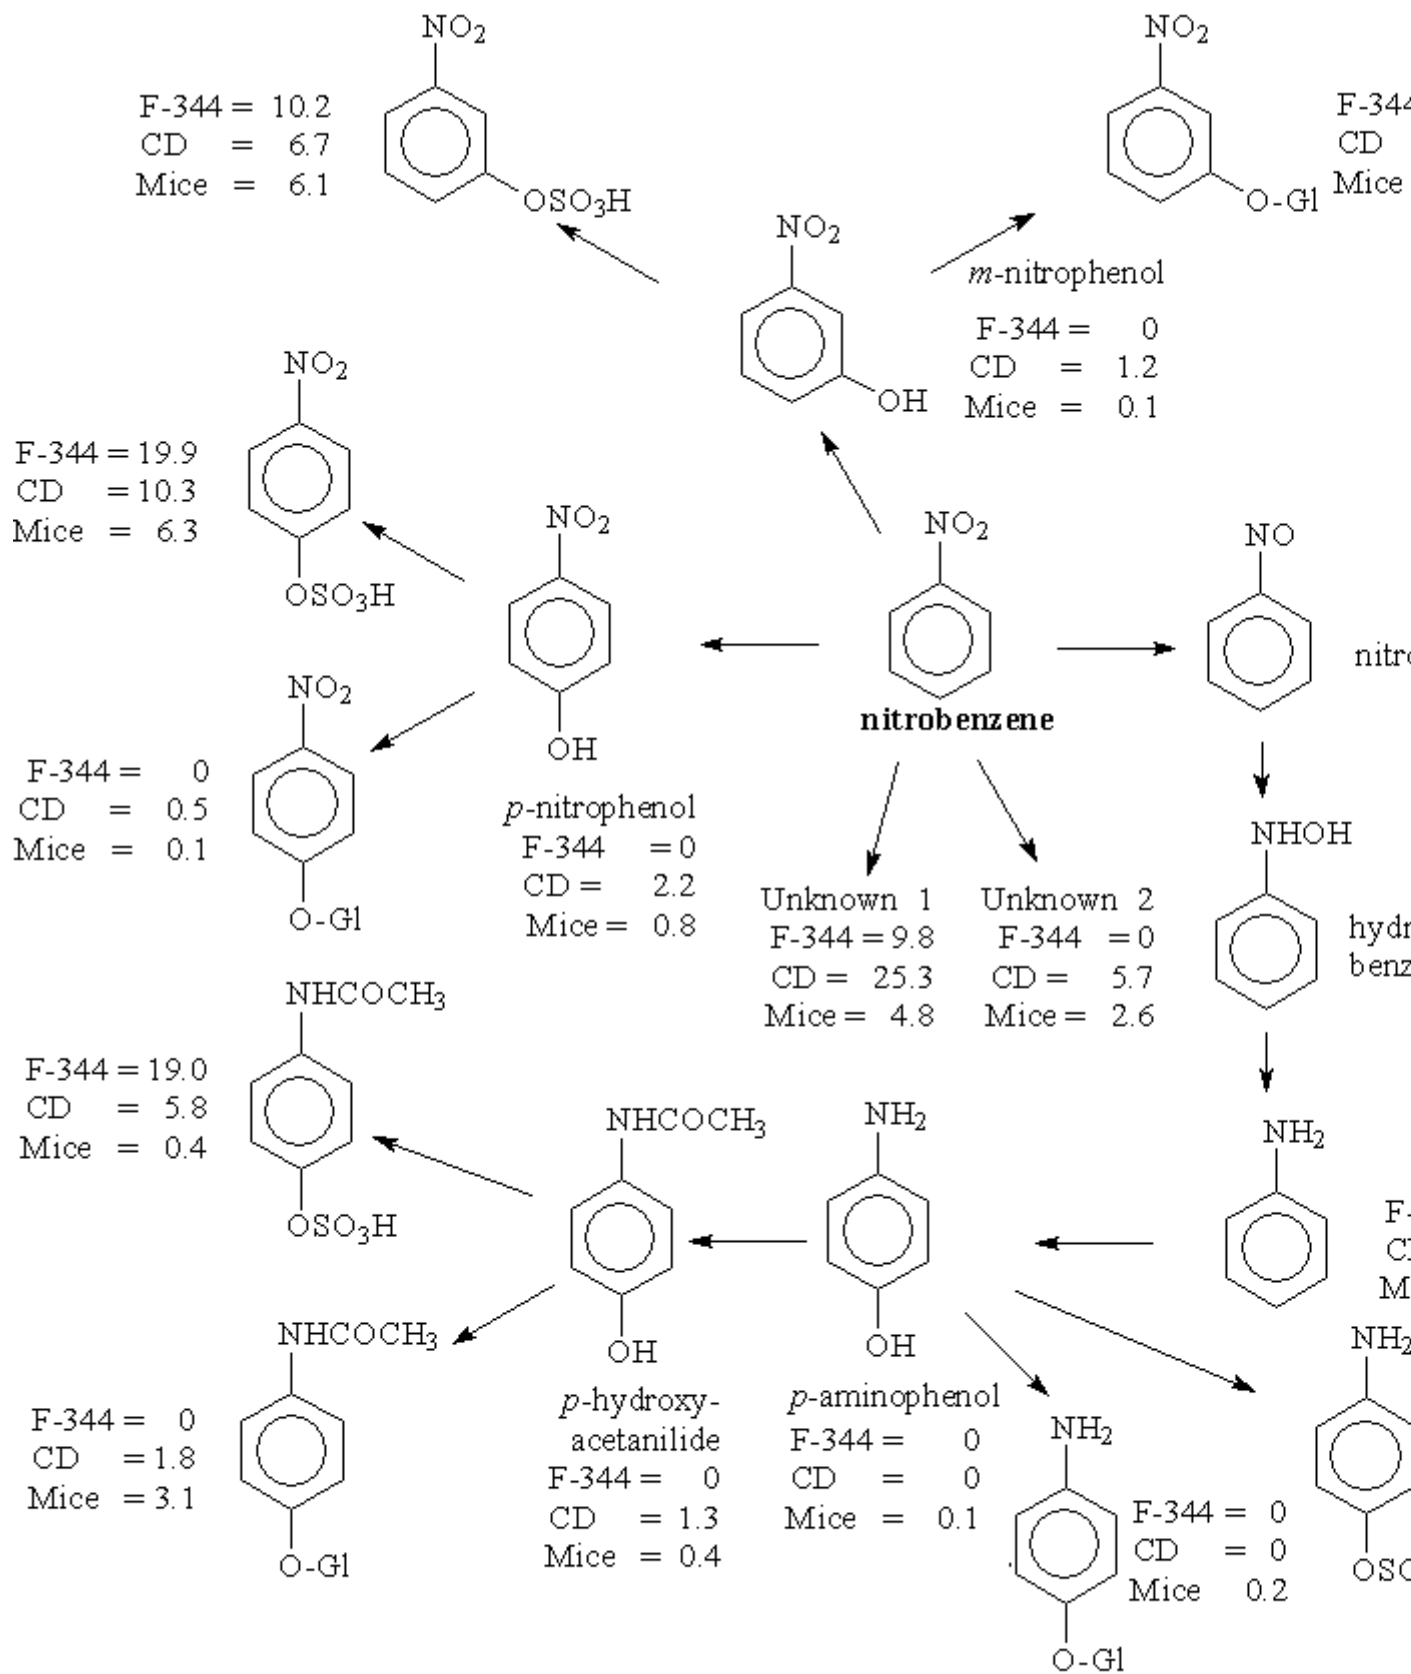 NO₂
F-344 = 10.2
CD = 6.7
Mice = 6.1
OSO₃H
NO₂
F-344
CD
Mice
O-Gl
NO₂
OH
m-nitrophenol
F-344 = 0
CD = 1.2
Mice = 0.1
NO₂
F-344 = 19.9
CD = 10.3
Mice = 6.3
OSO₃H
NO₂
OH
p-nitrophenol
F-344 = 0
CD = 2.2
Mice = 0.8
NO₂
nitrobenzene
NO
NO₂
F-344 = 0
CD = 0.5
Mice = 0.1
O-Gl
NHOH
Unknown 1
F-344 = 9.8
CD = 25.3
Mice = 4.8
Unknown 2
F-344 = 0
CD = 5.7
Mice = 2.6
NHCOCH₃
F-344 = 19.0
CD = 5.8
Mice = 0.4
OSO₃H
NHCOCH₃
OH
p-hydroxy-
acetanilide
F-344 = 0
CD = 1.3
Mice = 0.4
NH₂
OH
p-aminophenol
F-344 = 0
CD = 0
Mice = 0.1
NH₂
NHCOCH₃
F-344 = 0
CD = 1.8
Mice = 3.1
O-Gl
NH₂
F-344 = 0
CD = 0
Mice 0.2
O-Gl
NH₂